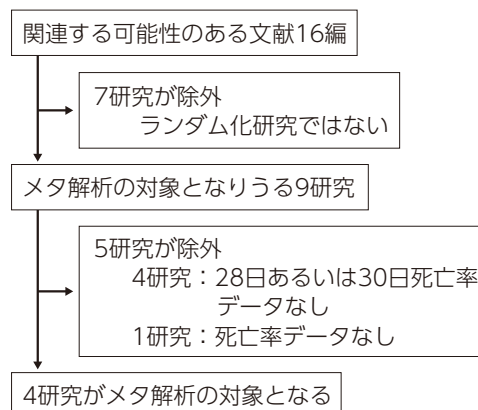 関連する可能性のある文献16編
7研究が除外
ランダム化研究ではない
メタ解析の対象となりうる9研究
5研究が除外
4研究：28日あるいは30日死亡率
データなし
1研究：死亡率データなし
4研究がメタ解析の対象となる